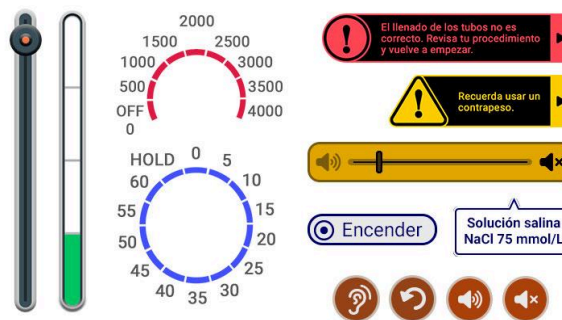 2000
1500
2500
1000
3000
500
3500
OFF
0
4000
HOLD
0
5
60
10
55
15
50
20
45
25
40
35
30
El llenado de los tubos no es
correcto. Revisa tu procedimiento
y vuelve a empezar.
Recuerda usar un
contrapeso.
Encender
Solución salina
NaCl 75 mmol/L